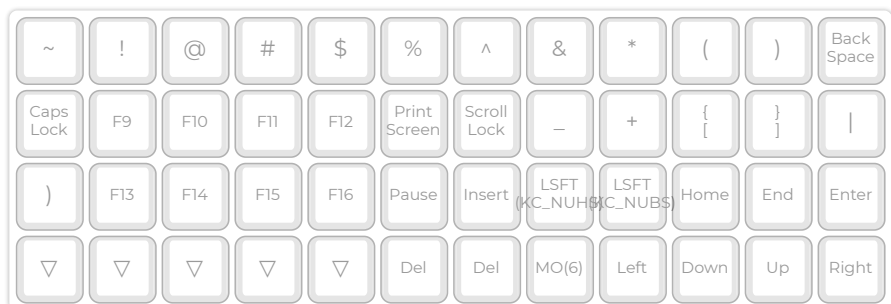 ~ ! @ # $ % ^ & * ( ) Back Space
Caps Lock F9 F10 F11 F12 Print Screen Scroll Lock _ + { [ } ] |
) F13 F14 F15 F16 Pause Insert LSFT (KC_NUHS) LSFT (KC_NUBS) Home End Enter
▽ ▽ ▽ ▽ ▽ Del Del MO(6) Left Down Up Right